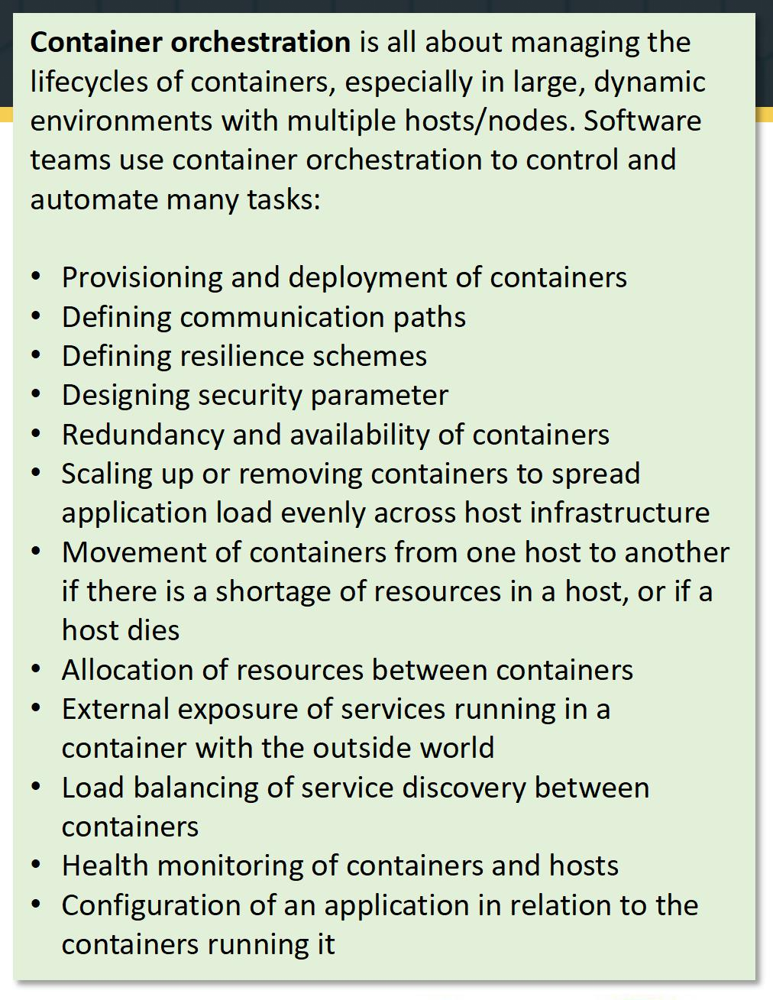 Container orchestration is all about managing the
lifecycles of containers, especially in large, dynamic
environments with multiple hosts/nodes. Software
teams use container orchestration to control and
automate many tasks:
• Provisioning and deployment of containers
• Defining communication paths
• Defining resilience schemes
• Designing security parameter
• Redundancy and availability of containers
• Scaling up or removing containers to spread
application load evenly across host infrastructure
• Movement of containers from one host to another
if there is a shortage of resources in a host, or if a
host dies
• Allocation of resources between containers
• External exposure of services running in a
container with the outside world
• Load balancing of service discovery between
containers
• Health monitoring of containers and hosts
• Configuration of an application in relation to the
containers running it